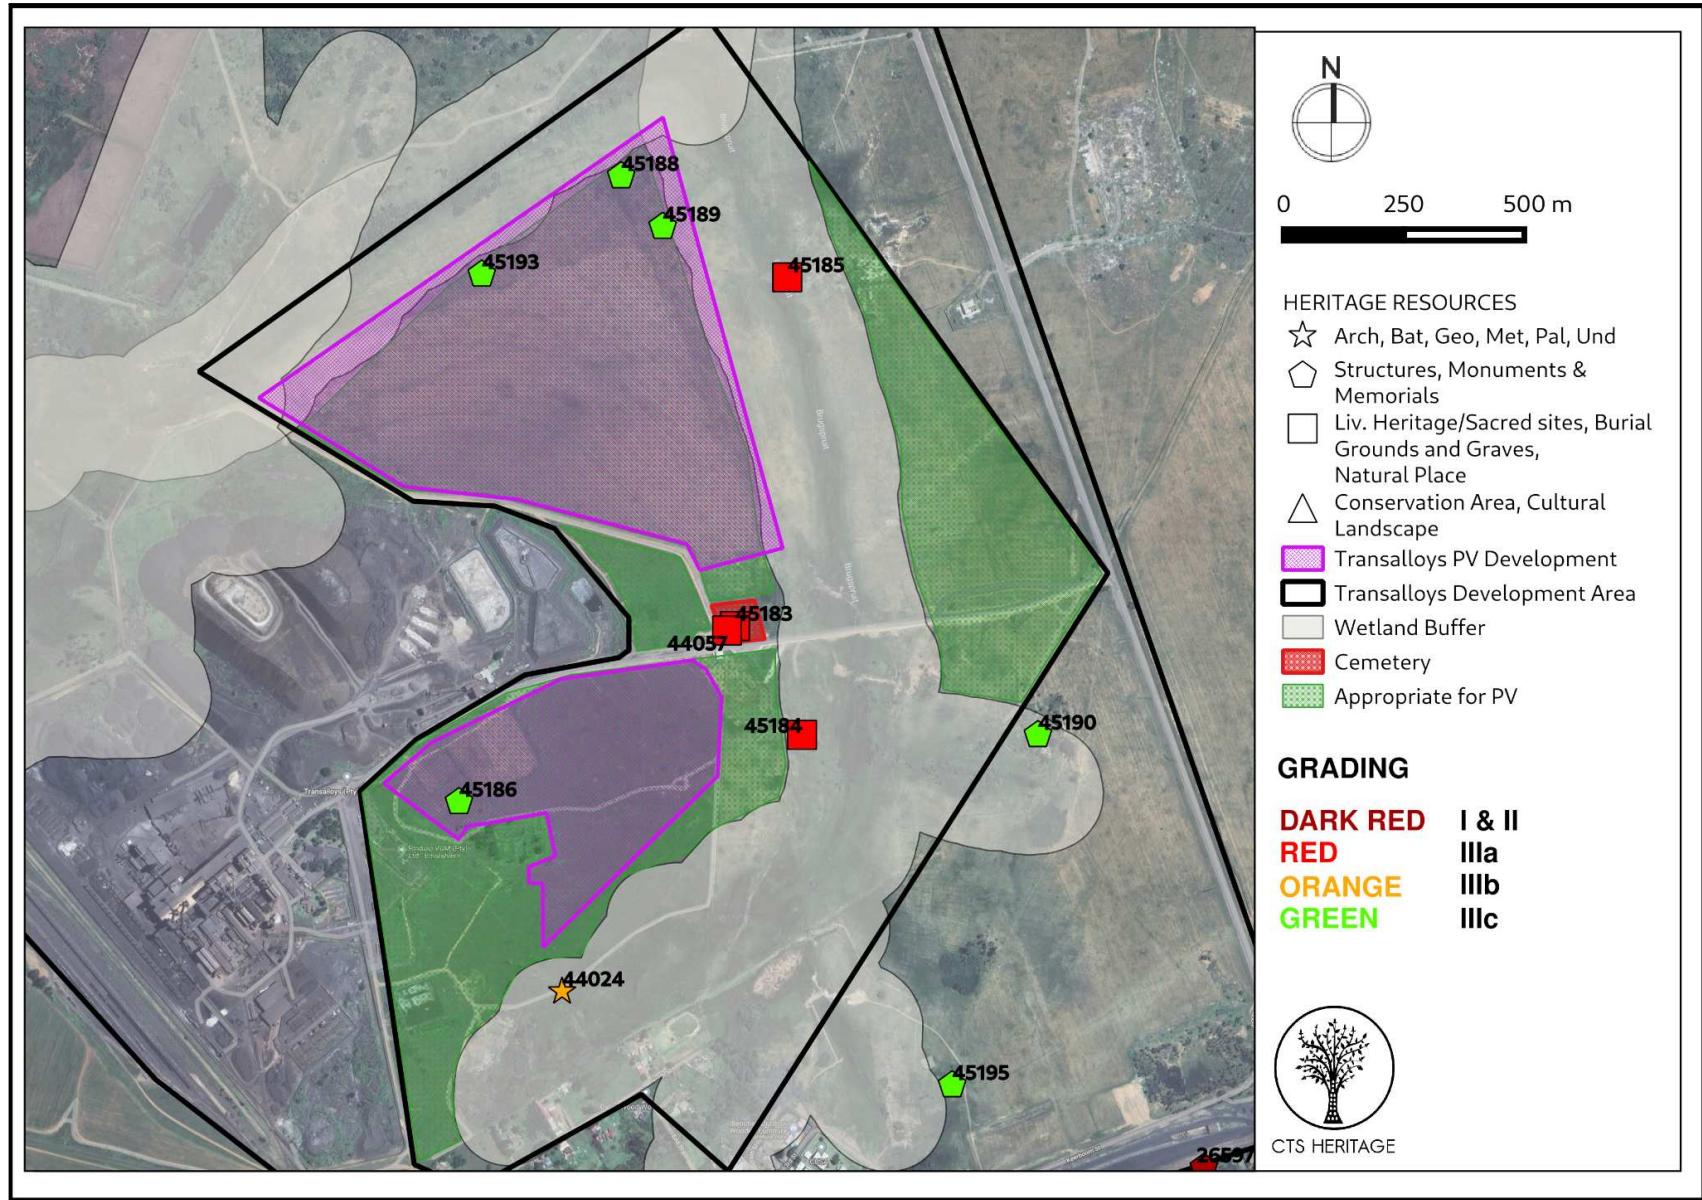 45188
45189
45193
45185
45183
44057
45184
45190
45186
Transalloys (Pty)
44024
45195
26597
N
0 250 500 m
HERITAGE RESOURCES
Arch, Bat, Geo, Met, Pal, Und
Structures, Monuments &
Memorials
Liv. Heritage/Sacred sites, Burial
Grounds and Graves,
Natural Place
Conservation Area, Cultural
Landscape
Transalloys PV Development
Transalloys Development Area
Wetland Buffer
Cemetery
Appropriate for PV
GRADING
DARK RED I & II
RED IIIa
ORANGE IIIb
GREEN IIIc
CTS HERITAGE